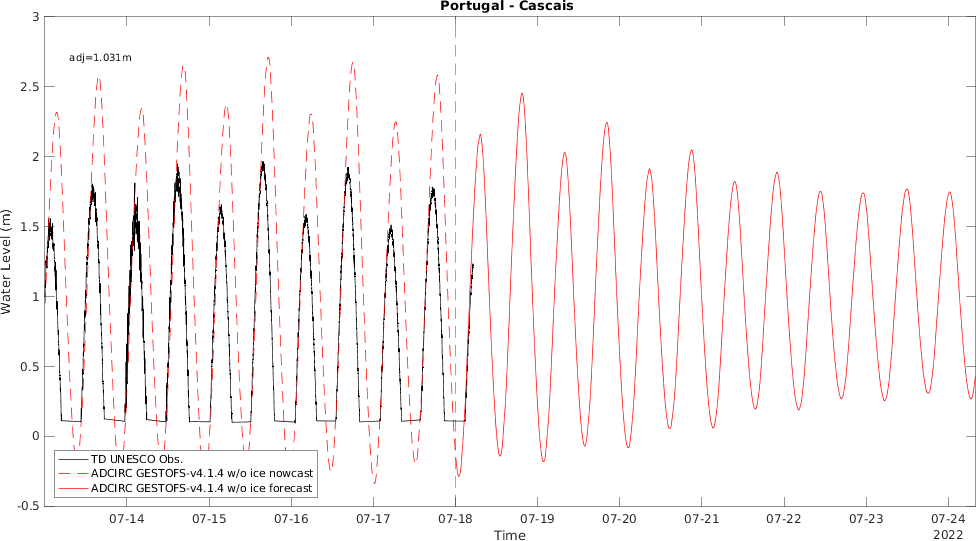 Portugal - Cascais
adj=1.031m
3
2.5
2
1.5
1
0.5
0
-0.5
Water Level (m)
TD UNESCO Obs.
ADCIRC GESTOFS-v4.1.4 w/o ice nowcast
ADCIRC GESTOFS-v4.1.4 w/o ice forecast
07-14 07-15 07-16 07-17 07-18 07-19 07-20 07-21 07-22 07-23 07-24
Time
2022